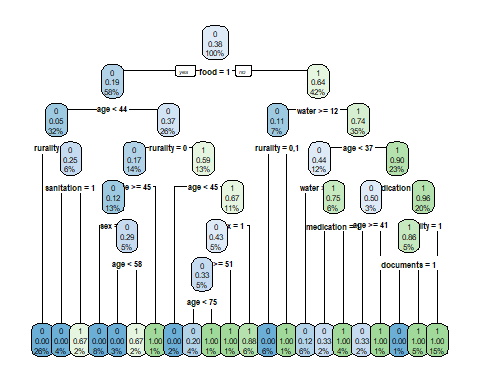 0
0.38
100%
yes food = 1 no
0
0.19
58%
1
0.64
42%
age < 44
water >= 12
0
0.05
32%
0
0.37
26%
0
0.11
7%
1
0.74
35%
rurality
rurality = 0
rurality = 0,1
age < 37
0
0.25
6%
0
0.17
14%
1
0.59
13%
0
0.44
12%
1
0.90
23%
sanitation = 1
e >= 45
age < 45
water
dication
0
0.12
13%
1
0.67
11%
1
0.75
6%
0
0.50
3%
1
0.96
20%
sex =
x = 1
medication =
age >= 41
lity = 1
0
0.29
5%
0
0.43
5%
1
0.86
5%
age < 58
>= 51
documents = 1
0
0.33
5%
age < 75
0 0 1 0 0 1 1 0 0 1 1 1 0 1 0 0 1 0 1 0 1 1
0.00 0.00 0.67 0.00 0.00 0.67 1.00 0.00 0.20 1.00 1.00 0.88 0.00 1.00 0.12 0.33 1.00 0.33 1.00 0.00 1.00 1.00
26% 4% 2% 8% 3% 2% 1% 2% 4% 1% 1% 6% 6% 1% 6% 2% 4% 2% 1% 1% 5% 15%